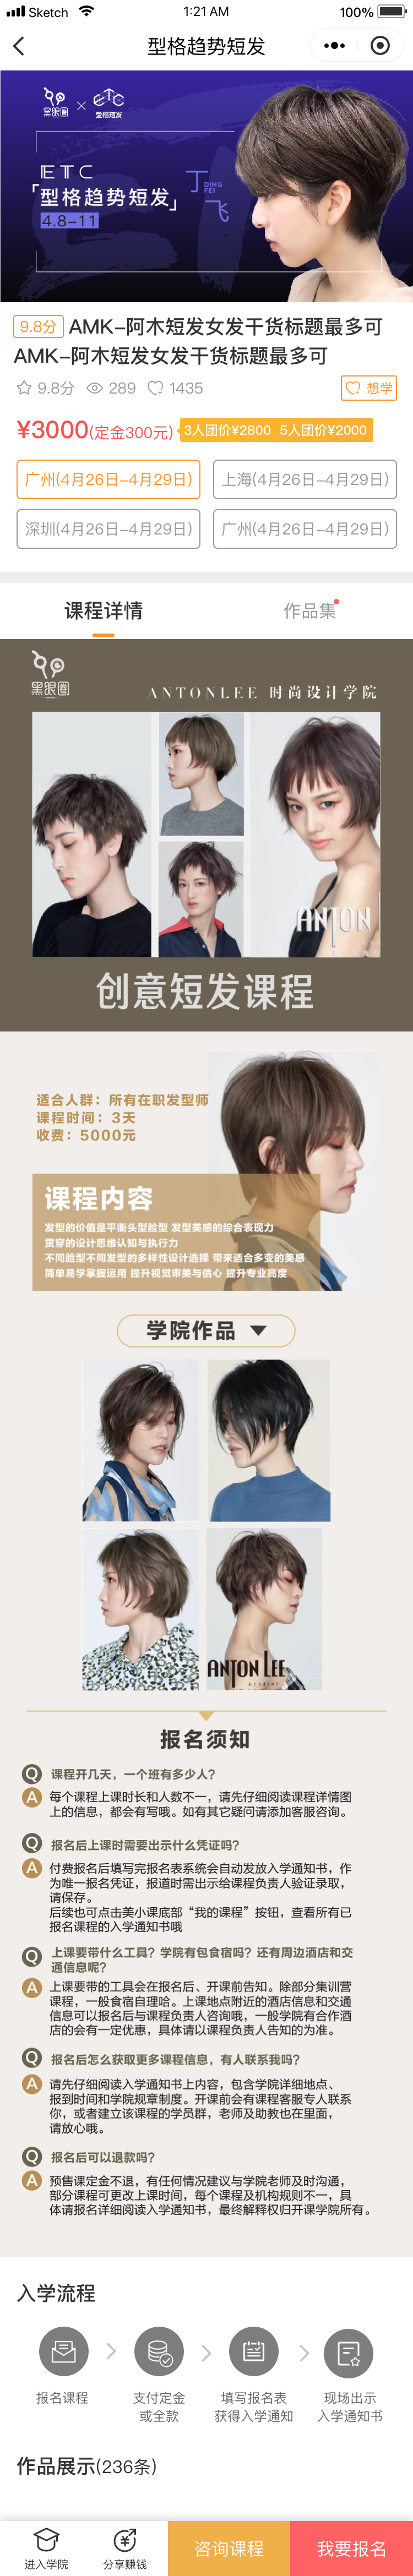 Sketch 1:21 AM 100%
型格趋势短发
黑眼圈 × ETC 型格趋势短发
ETC
「型格趋势短发」
4.8-11
丁飞
DING
FEI
9.8分 AMK-阿木短发女发干货标题最多可
AMK-阿木短发女发干货标题最多可
9.8分 289 1435 想学
¥3000(定金300元) 3人团价¥2800 5人团价¥2000
广州(4月26日-4月29日) 上海(4月26日-4月29日)
深圳(4月26日-4月29日) 广州(4月26日-4月29日)
课程详情 作品集
黑眼圈
ANTONLEE 时尚设计学院
ANTON
创意短发课程
适合人群：所有在职发型师
课程时间：3天
收费：5000元
课程内容
发型的价值是平衡头型脸型 发型美感的综合表现力
贯穿的设计思维认知与执行力
不同脸型不同发型的多样性设计选择 带来适合多变的美感
简单易学掌握运用 提升视觉审美与信心 提升专业高度
学院作品
ANTON LEE
ACADEMY
报名须知
Q 课程开几天，一个班有多少人？
A 每个课程上课时长和人数不一，请先仔细阅读课程详情图
上的信息，都会有写哦。如有其它疑问请添加客服咨询。
Q 报名后上课时需要出示什么凭证吗？
A 付费报名后填写完报名表系统会自动发放入学通知书，作
为唯一报名凭证，报道时需出示给课程负责人验证录取，
请保存。
后续也可点击美小课底部“我的课程”按钮，查看所有已
报名课程的入学通知书哦
Q 上课要带什么工具？学院有包食宿吗？还有周边酒店和交
通信息呢？
A 上课要带的工具会在报名后、开课前告知。除部分集训营
课程，一般食宿自理哈。上课地点附近的酒店信息和交通
信息可以报名后与课程负责人咨询哦，一般学院有合作酒
店的会有一定优惠，具体请以课程负责人告知的为准。
Q 报名后怎么获取更多课程信息，有人联系我吗？
A 请先仔细阅读入学通知书上内容，包含学院详细地点、
报到时间和学院规章制度。开课前会有课程客服专人联系
你，或者建立该课程的学员群，老师及助教也在里面，
请放心哦。
Q 报名后可以退款吗？
A 预售课定金不退，有任何情况建议与学院老师及时沟通，
部分课程可更改上课时间，每个课程及机构规则不一，具
体请报名详细阅读入学通知书，最终解释权归开课学院所有。
入学流程
报名课程 支付定金 填写报名表 现场出示
或全款 获得入学通知 入学通知书
作品展示(236条)
进入学院 分享赚钱 咨询课程 我要报名